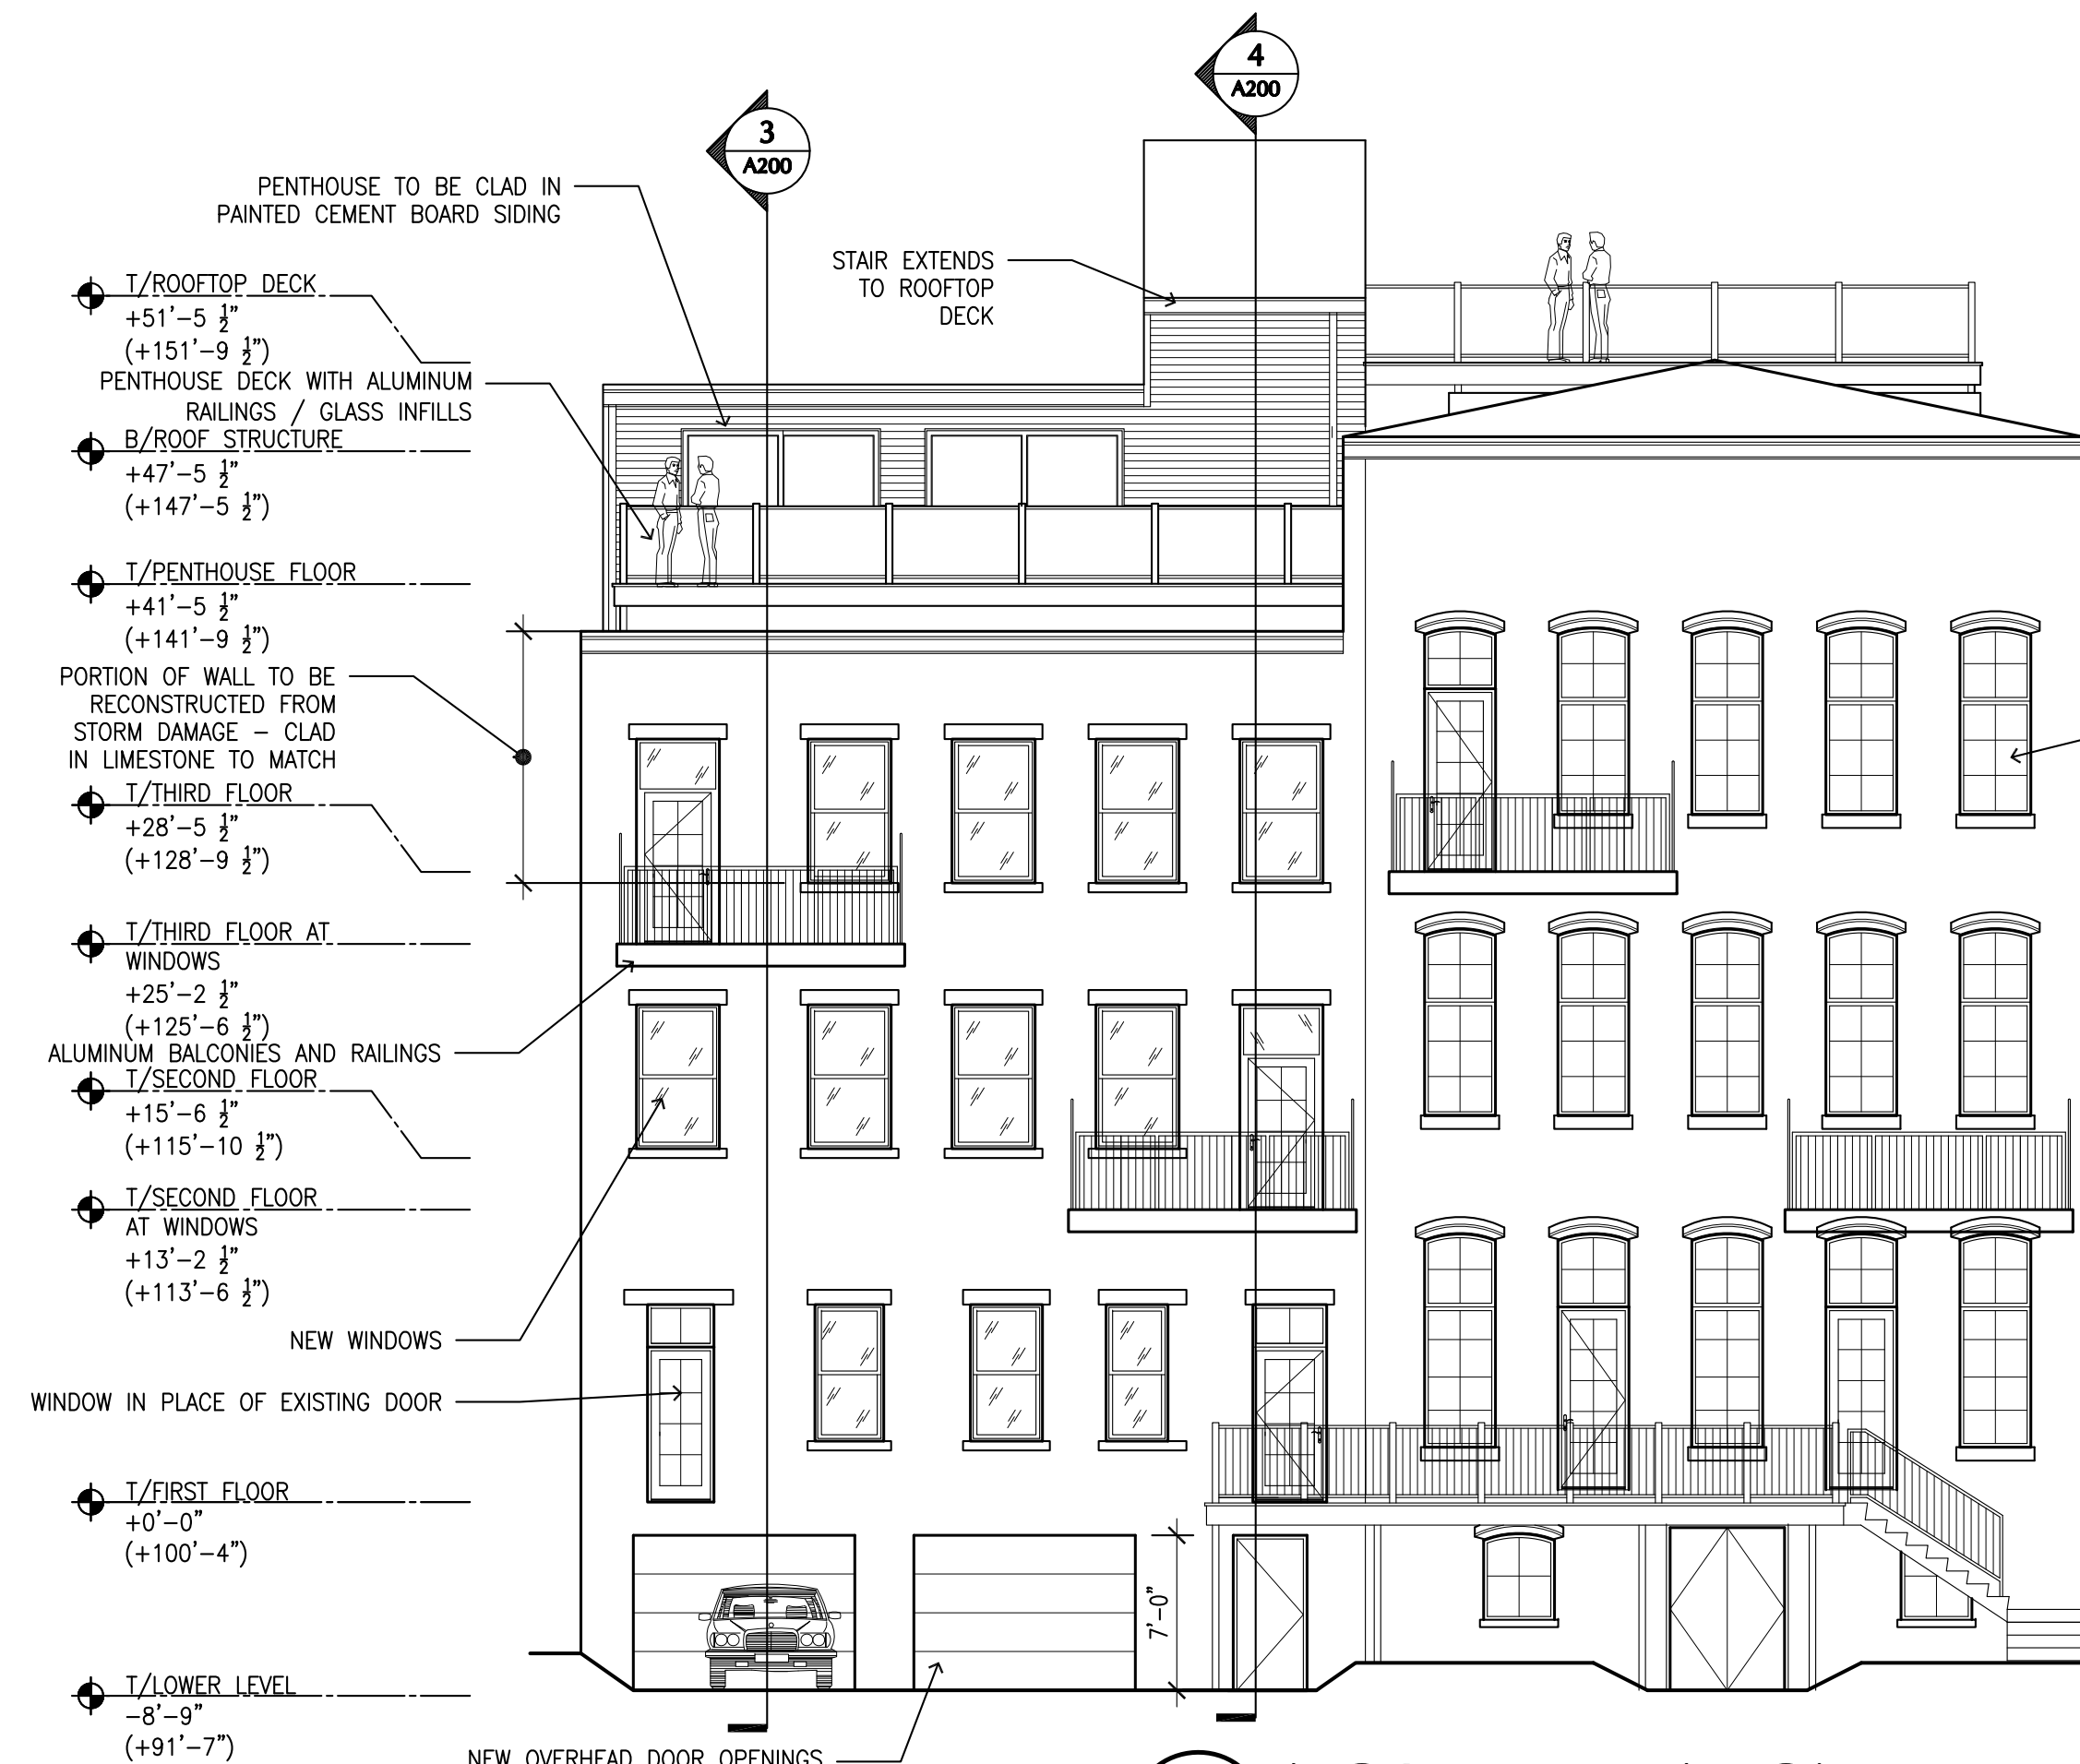 4
A200
3
A200
PENTHOUSE TO BE CLAD IN
PAINTED CEMENT BOARD SIDING
STAIR EXTENDS
TO ROOFTOP
DECK
T/ROOFTOP DECK
+51'-5 ½"
(+151'-9 ½")
PENTHOUSE DECK WITH ALUMINUM
RAILINGS / GLASS INFILLS
B/ROOF STRUCTURE
+47'-5 ½"
(+147'-5 ½")
T/PENTHOUSE FLOOR
+41'-5 ½"
(+141'-9 ½")
PORTION OF WALL TO BE
RECONSTRUCTED FROM
STORM DAMAGE – CLAD
IN LIMESTONE TO MATCH
T/THIRD FLOOR
+28'-5 ½"
(+128'-9 ½")
T/THIRD FLOOR AT
WINDOWS
+25'-2 ½"
(+125'-6 ½")
ALUMINUM BALCONIES AND RAILINGS
T/SECOND FLOOR
+15'-6 ½"
(+115'-10 ½")
T/SECOND FLOOR
AT WINDOWS
+13'-2 ½"
(+113'-6 ½")
NEW WINDOWS
WINDOW IN PLACE OF EXISTING DOOR
T/FIRST FLOOR
+0'-0"
(+100'-4")
7'-0"
T/LOWER LEVEL
-8'-9"
(+91'-7")
NEW OVERHEAD DOOR OPENINGS